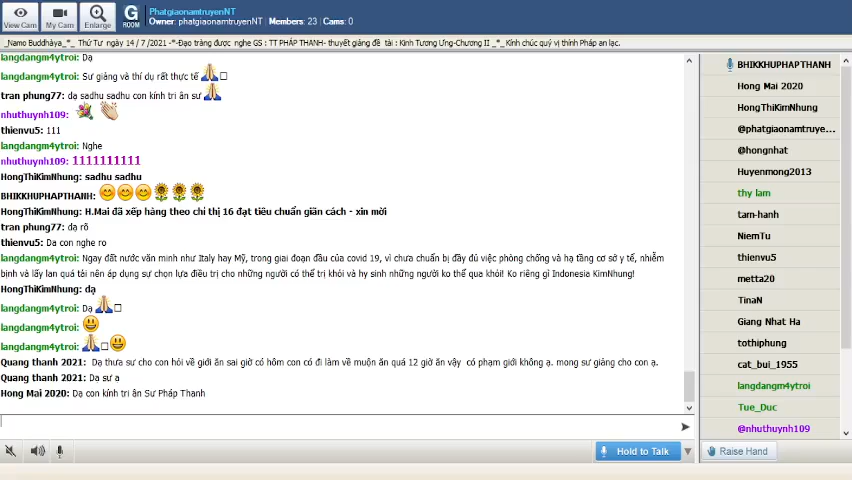 View Cam
My Cam
Enlarge
G
ROOM
PhatgiaonamtruyenNT
Owner: phatgiaonamtruyenNT | Members: 23 | Cams: 0
_Namo Buddhàya_*_ Thứ Tư ngày 14 / 7 /2021 -*-Đạo tràng được nghe GS : TT PHÁP THANH- thuyết giảng đề tài : Kinh Tương Ưng-Chương II _*_ Kính chúc quý vị thính Pháp an lạc.
langdangm4ytroi: Dạ
langdangm4ytroi: Sư giảng và thí dụ rất thực tế
tran phung77: dạ sadhu sadhu con kính tri ân sư
nhuthuynh109:
thienvu5: 111
langdangm4ytroi: Nghe
nhuthuynh109: 1111111111
HongThiKimNhung: sadhu sadhu
BHIKKHUPHAPTHANH:
HongThiKimNhung: H.Mai đã xếp hàng theo chỉ thị 16 đạt tiêu chuẩn giãn cách - xin mời
tran phung77: dạ rõ
thienvu5: Da con nghe ro
langdangm4ytroi: Ngay đất nước văn minh như Italy hay Mỹ, trong giai đoạn đầu của covid 19, vì chưa chuẩn bị đầy đủ việc phòng chống và hạ tầng cơ sở y tế, nhiễm
bịnh và lấy lan quá tải nên áp dụng sự chọn lựa điều trị cho những người có thể trị khỏi và hy sinh những người ko thể qua khỏi! Ko riêng gì Indonesia KimNhung!
HongThiKimNhung: dạ
langdangm4ytroi: Dạ
langdangm4ytroi:
langdangm4ytroi:
Quang thanh 2021: Dạ thưa sư cho con hỏi về giới ăn sai giờ có hôm con có đi làm về muộn ăn quá 12 giờ ăn vậy có phạm giới không ạ. mong sư giảng cho con ạ.
Quang thanh 2021: Dạ sư a
Hong Mai 2020: Dạ con kính tri ân Sư Pháp Thanh
Hold to Talk
BHIKKHUPHAPTHANH
Hong Mai 2020
HongThiKimNhung
@phatgiaonamtruye...
@hongnhat
Huyenmong2013
thy lam
tam-hanh
NiemTu
thienvu5
metta20
TinaN
Giang Nhat Ha
tothiphung
cat_bui_1955
langdangm4ytroi
Tue_Duc
@nhuthuynh109
Raise Hand